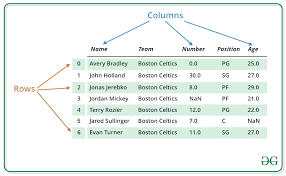 Columns
Rows
Name Team Number Position Age
0 Avery Bradley Boston Celtics 0.0 PG 25.0
1 John Holland Boston Celtics 30.0 SG 27.0
2 Jonas Jerebko Boston Celtics 8.0 PF 29.0
3 Jordan Mickey Boston Celtics NaN PF 21.0
4 Terry Rozier Boston Celtics 12.0 PG 22.0
5 Jared Sullinger Boston Celtics 7.0 C NaN
6 Evan Turner Boston Celtics 11.0 SG 27.0